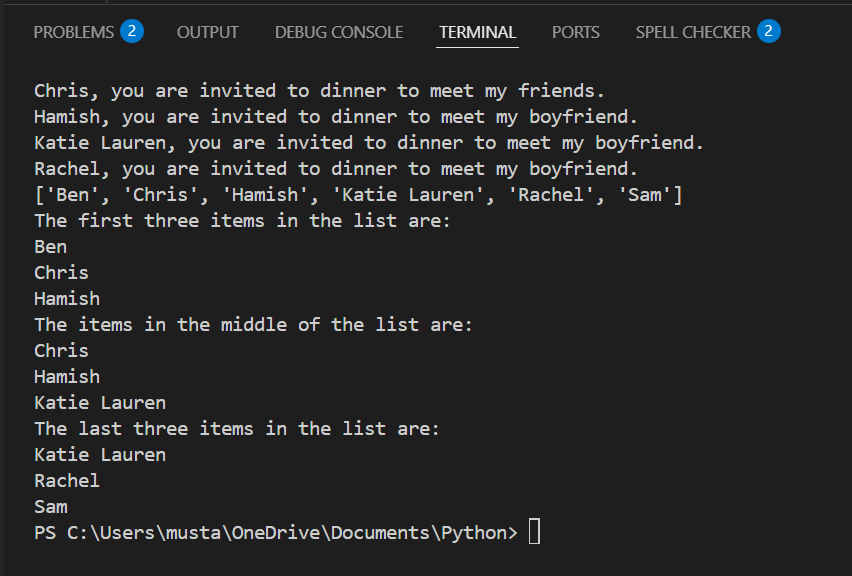 PROBLEMS 2 OUTPUT DEBUG CONSOLE TERMINAL PORTS SPELL CHECKER 2
Chris, you are invited to dinner to meet my friends.
Hamish, you are invited to dinner to meet my boyfriend.
Katie Lauren, you are invited to dinner to meet my boyfriend.
Rachel, you are invited to dinner to meet my boyfriend.
['Ben', 'Chris', 'Hamish', 'Katie Lauren', 'Rachel', 'Sam']
The first three items in the list are:
Ben
Chris
Hamish
The items in the middle of the list are:
Chris
Hamish
Katie Lauren
The last three items in the list are:
Katie Lauren
Rachel
Sam
PS C:\Users\musta\OneDrive\Documents\Python>